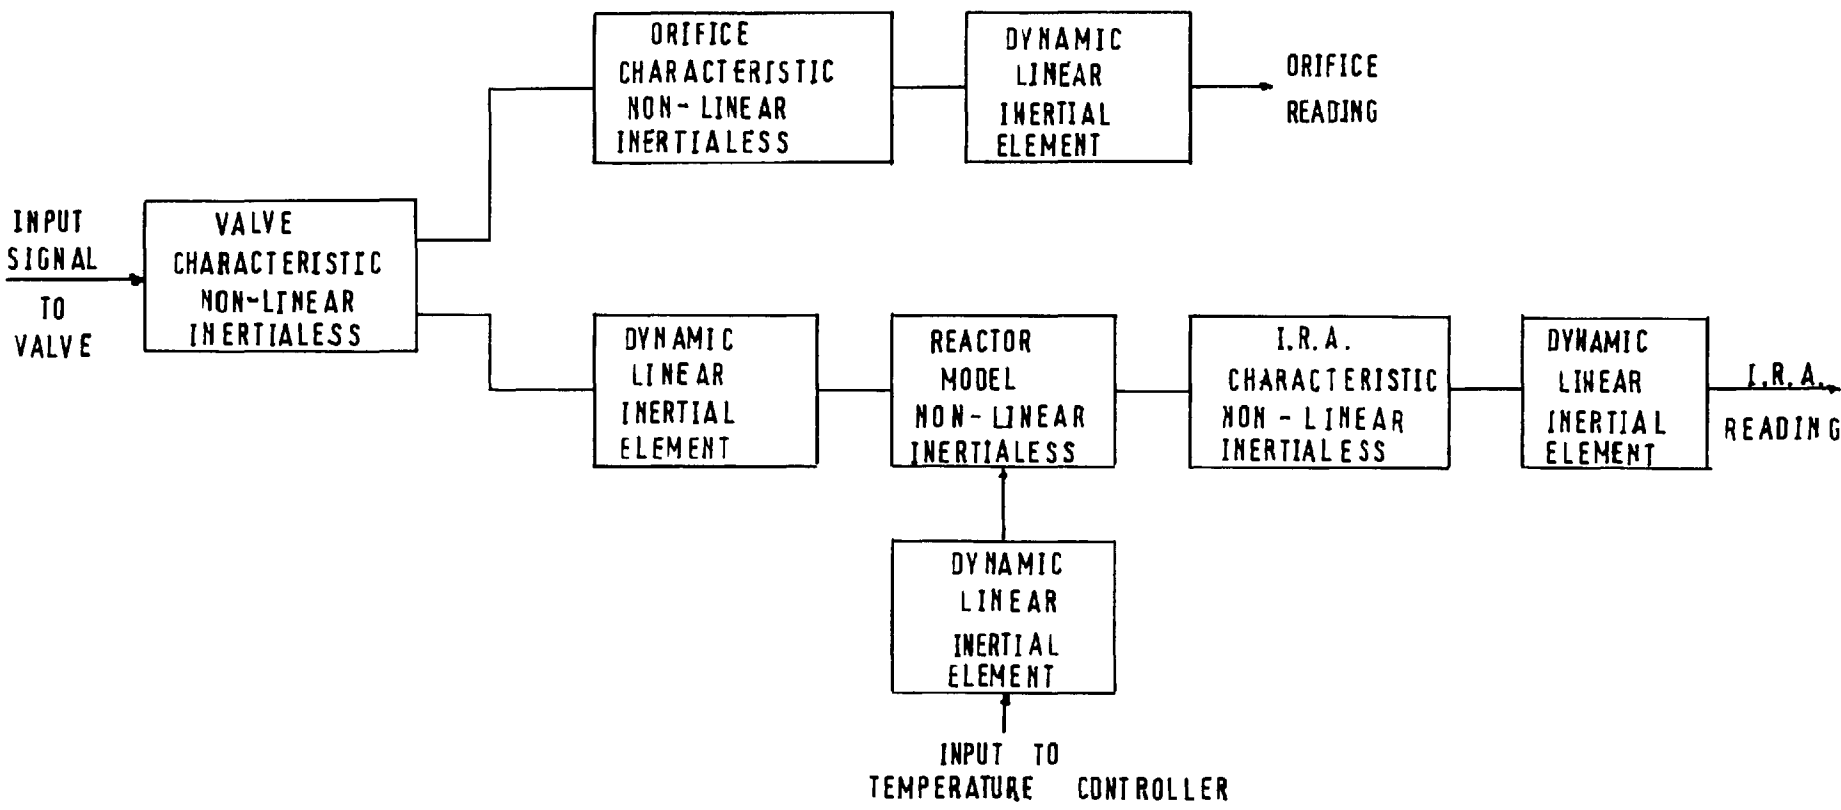 ORIFICE
CHARACTERISTIC
NON-LINEAR
INERTIALESS
DYNAMIC
LINEAR
INERTIAL
ELEMENT
ORIFICE
READING
INPUT
SIGNAL
TO
VALVE
VALVE
CHARACTERISTIC
NON-LINEAR
INERTIALESS
DYNAMIC
LINEAR
INERTIAL
ELEMENT
REACTOR
MODEL
NON-LINEAR
INERTIALESS
I.R.A.
CHARACTERISTIC
NON-LINEAR
INERTIALESS
DYNAMIC
LINEAR
INERTIAL
ELEMENT
I.R.A.
READING
DYNAMIC
LINEAR
INERTIAL
ELEMENT
INPUT TO
TEMPERATURE CONTROLLER